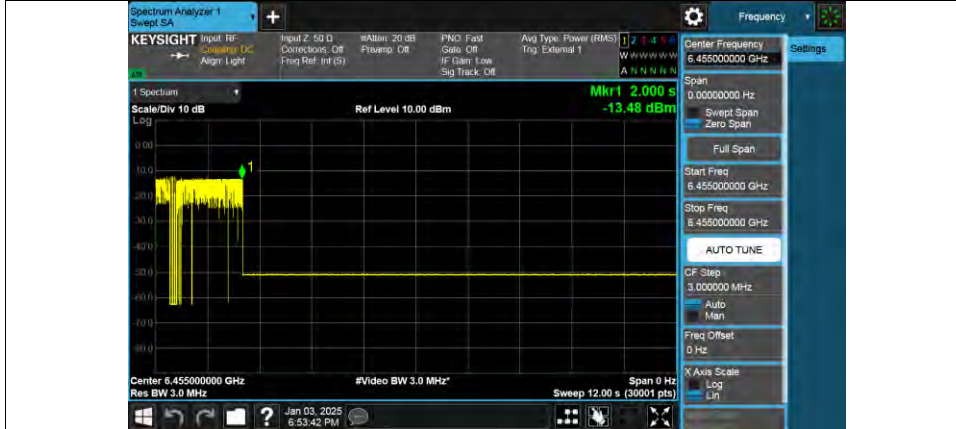 Spectrum Analyzer 1
Swept SA
+
Frequency
KEYSIGHT
Input: RF
Coupling: DC
Align: Light
Input Z: 50 Ω
Corrections: Off
Freq Ref: Int (S)
#Atten: 20 dB
Preamp: Off
PNO: Fast
Gate: Off
IF Gain: Low
Sig Track: Off
Avg Type: Power (RMS)
Trig: External 1
1 2 3 4 5 6
W W W W W W
A N N N N N
1 Spectrum
Scale/Div 10 dB
Log
Ref Level 10.00 dBm
Mkr1 2.000 s
-13.48 dBm
0.00
-10.0
-20.0
-30.0
-40.0
-50.0
-60.0
-70.0
-80.0
1
Center 6.455000000 GHz
Res BW 3.0 MHz
#Video BW 3.0 MHz*
Span 0 Hz
Sweep 12.00 s (30001 pts)
Center Frequency
6.455000000 GHz
Settings
Span
0.00000000 Hz
Swept Span
Zero Span
Full Span
Start Freq
6.455000000 GHz
Stop Freq
6.455000000 GHz
AUTO TUNE
CF Step
3.000000 MHz
Auto
Man
Freq Offset
0 Hz
X Axis Scale
Log
Lin
?
Jan 03, 2025
6:53:42 PM